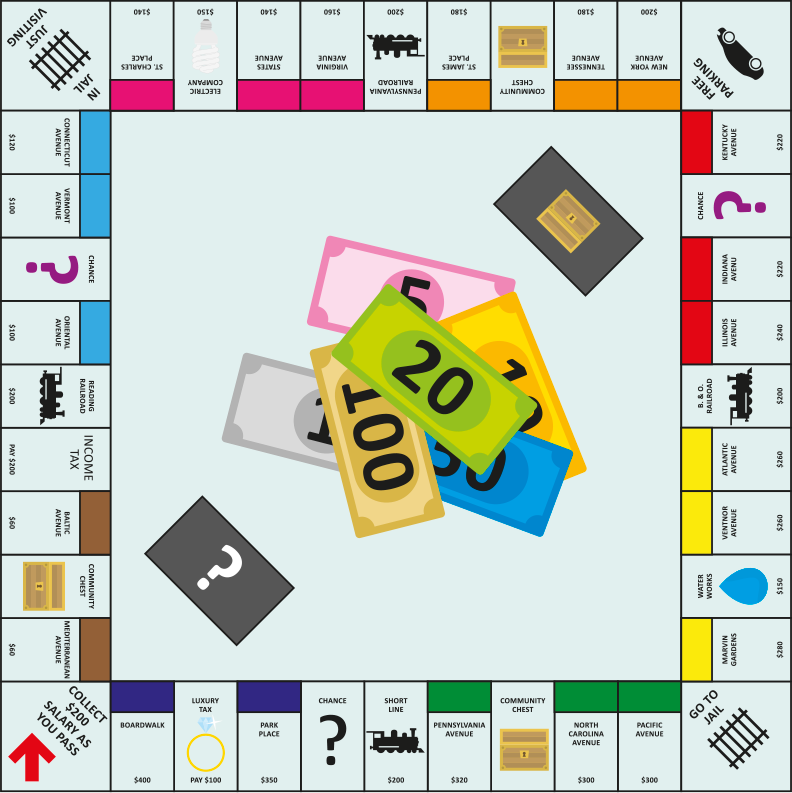 JUST
VISITING
IN
JAIL
$140
ST. CHARLES
PLACE
$150
ELECTRIC
COMPANY
$140
STATES
AVENUE
$160
VIRGINIA
AVENUE
$200
PENNSYLVANIA
RAILROAD
$180
ST. JAMES
PLACE
COMMUNITY
CHEST
$180
TENNESSEE
AVENUE
$200
NEW YORK
AVENUE
FREE
PARKING
KENTUCKY
AVENUE
$220
CHANCE
?
INDIANA
AVENU
$220
ILLINOIS
AVENUE
$240
B. & O.
RAILROAD
$200
ATLANTIC
AVENUE
$260
VENTNOR
AVENUE
$260
WATER
WORKS
$150
MARVIN
GARDENS
$280
GO TO
JAIL
PACIFIC
AVENUE
$300
NORTH
CAROLINA
AVENUE
$300
COMMUNITY
CHEST
PENNSYLVANIA
AVENUE
$320
SHORT
LINE
$200
CHANCE
?
PARK
PLACE
$350
LUXURY
TAX
PAY $100
BOARDWALK
$400
COLLECT
$200
SALARY AS
YOU PASS
MEDITERRANEAN
AVENUE
$60
COMMUNITY
CHEST
BALTIC
AVENUE
$60
INCOME
TAX
PAY $200
READING
RAILROAD
$200
ORIENTAL
AVENUE
$100
CHANCE
?
VERMONT
AVENUE
$100
CONNECTICUT
AVENUE
$120
5
20
10
1
100
50
?